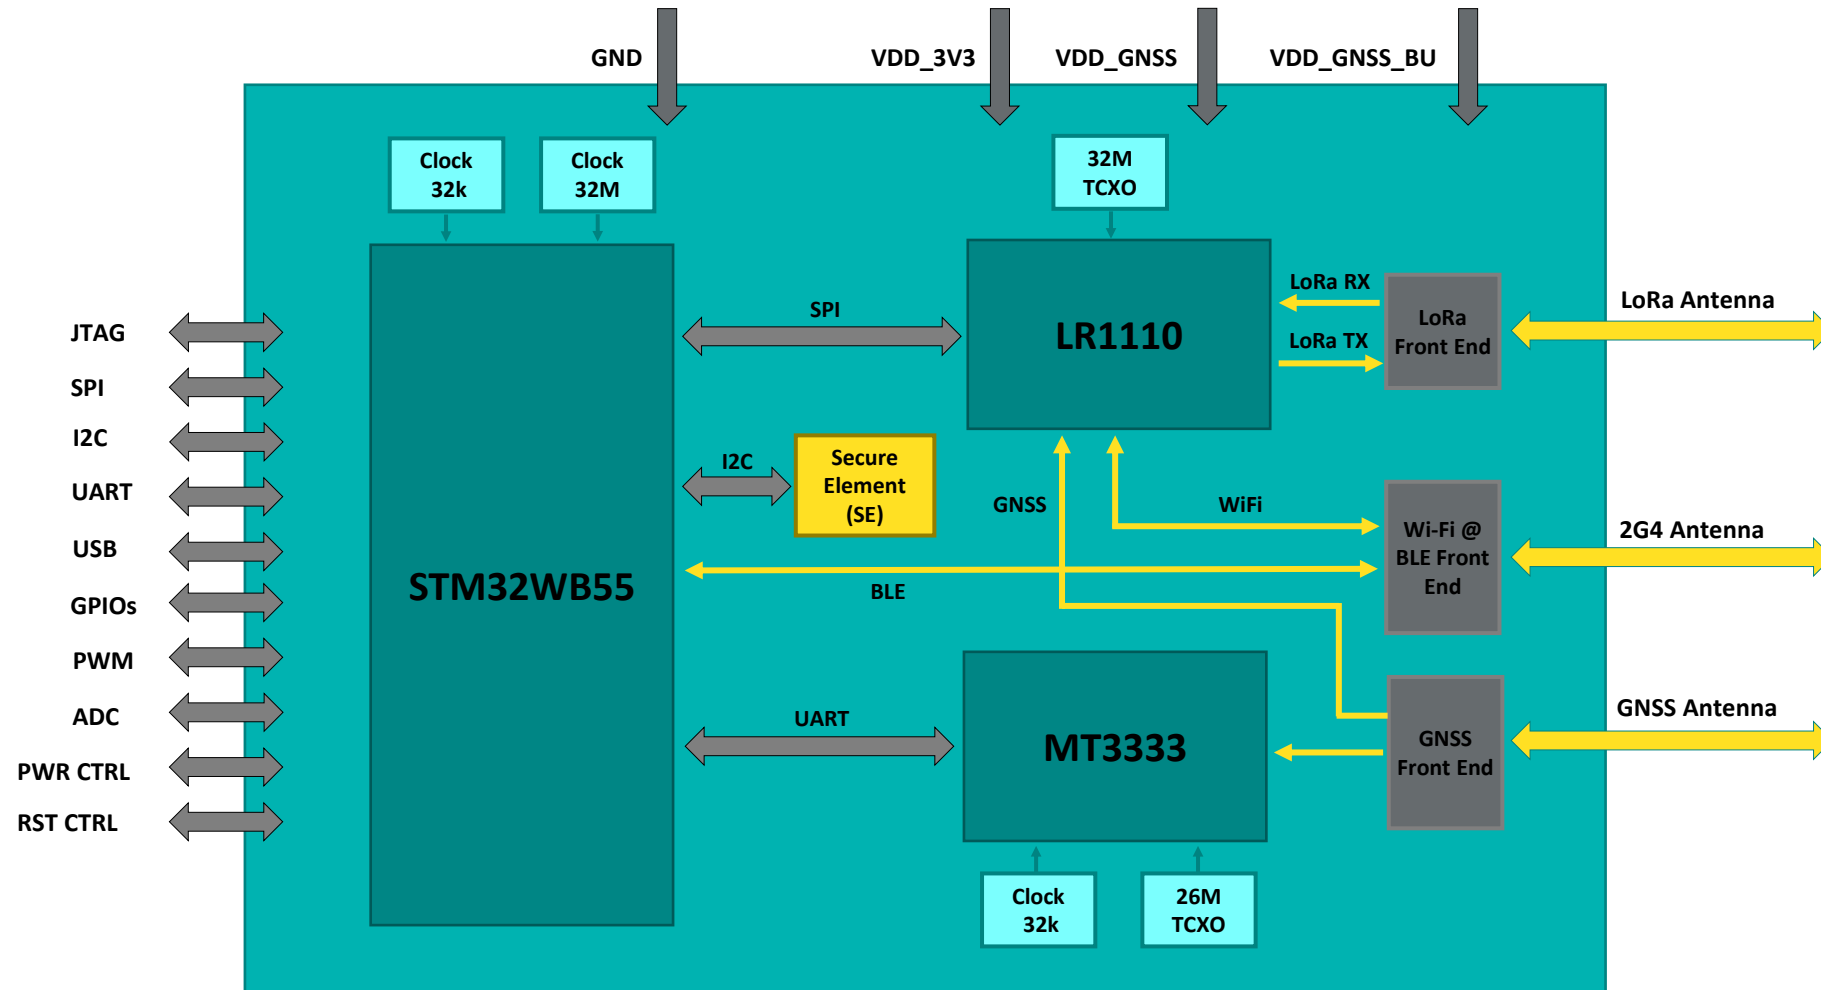 GND
VDD_3V3
VDD_GNSS
VDD_GNSS_BU
Clock
32k
Clock
32M
32M
TCXO
JTAG
SPI
I2C
UART
USB
GPIOs
PWM
ADC
PWR CTRL
RST CTRL
STM32WB55
SPI
I2C
Secure
Element
(SE)
BLE
UART
LR1110
LoRa RX
LoRa TX
LoRa
Front End
LoRa Antenna
GNSS
WiFi
Wi-Fi @
BLE Front
End
2G4 Antenna
MT3333
GNSS
Front End
GNSS Antenna
Clock
32k
26M
TCXO